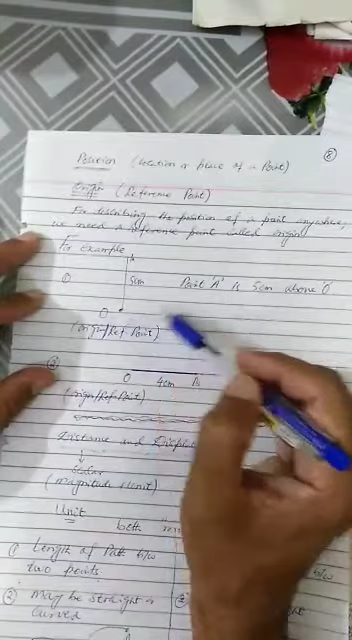 ⑧
Position (Location or place of a Point)
Origin (Reference Point)
For describing the position of a point anywhere,
we need a reference point called origin
For example
① A
5cm
Point 'A' is 5cm above 'O'
O
(origin/Ref Point)
②
O 4cm
(origin/Ref Point)
Distance and
Scalar
(Magnitude + Unit)
Unit
both
① Length of Path b/w
two points.
b/w
② May be straight or
curved